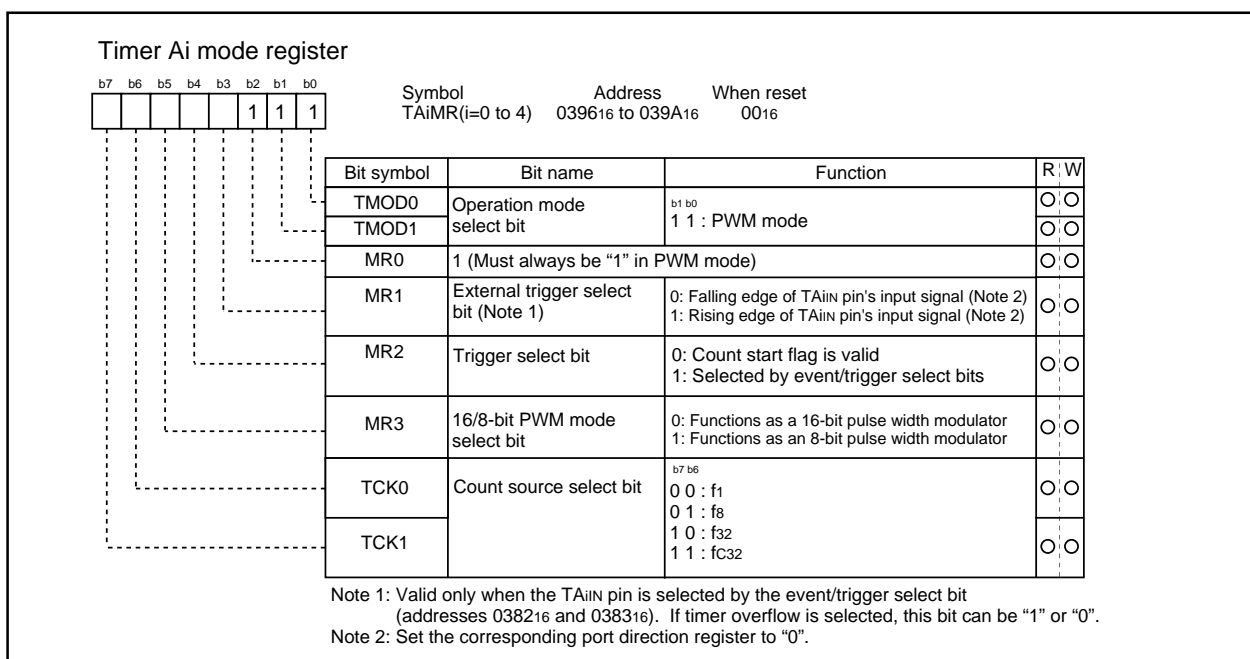 Timer Ai mode register
b7 b6 b5 b4 b3 b2 b1 b0
1 1 1
Symbol Address When reset
TAiMR(i=0 to 4) 039616 to 039A16 0016
Bit symbol Bit name Function R W
TMOD0 Operation mode select bit b1 b0
TMOD1 1 1 : PWM mode
MR0 1 (Must always be “1” in PWM mode)
MR1 External trigger select bit (Note 1) 0: Falling edge of TAiIN pin's input signal (Note 2)
1: Rising edge of TAiIN pin's input signal (Note 2)
MR2 Trigger select bit 0: Count start flag is valid
1: Selected by event/trigger select bits
MR3 16/8-bit PWM mode select bit 0: Functions as a 16-bit pulse width modulator
1: Functions as an 8-bit pulse width modulator
b7 b6
TCK0 Count source select bit 0 0 : f1
0 1 : f8
TCK1 1 0 : f32
1 1 : fC32
Note 1: Valid only when the TAiIN pin is selected by the event/trigger select bit
(addresses 038216 and 038316). If timer overflow is selected, this bit can be “1” or “0”.
Note 2: Set the corresponding port direction register to “0”.